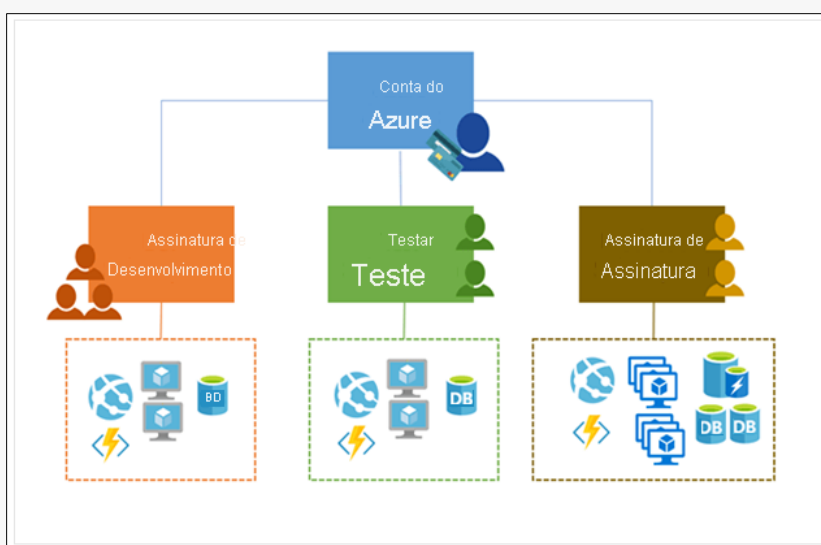 Conta do
Azure
Assinatura de
Desenvolvimento
Testar
Teste
Assinatura de
Assinatura
BD
DB
DB DB